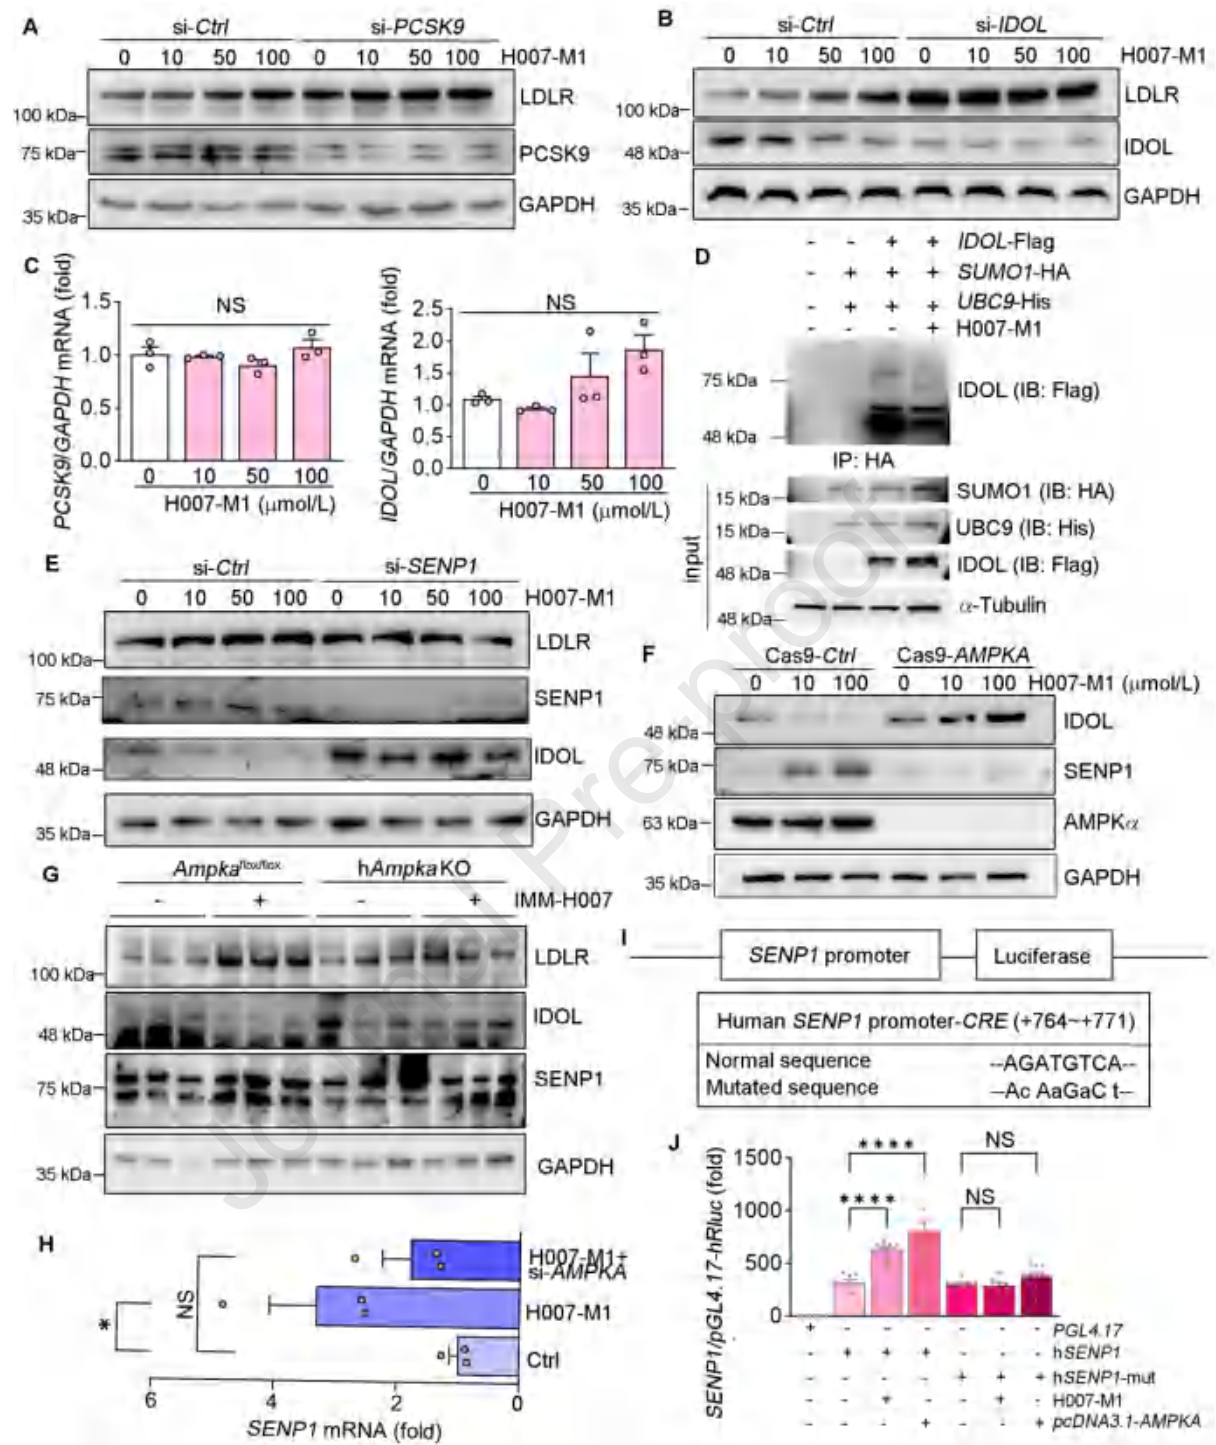 A
si-Ctrl si-PCSK9
0 10 50 100 0 10 50 100 H007-M1
LDLR
100 kDa
75 kDa PCSK9
GAPDH
35 kDa
B
si-Ctrl si-IDOL
0 10 50 100 0 10 50 100 H007-M1
LDLR
100 kDa
IDOL
48 kDa
GAPDH
35 kDa
C
PCSK9/GAPDH mRNA (fold)
NS
1.5
1.0
0.5
0.0
0 10 50 100
H007-M1 (μmol/L)
IDOL/GAPDH mRNA (fold)
NS
2.5
2.0
1.5
1.0
0.5
0.0
0 10 50 100
H007-M1 (μmol/L)
D
- - + + IDOL-Flag
- + + + SUMO1-HA
- + + + UBC9-His
- - - + H007-M1
75 kDa
IDOL (IB: Flag)
48 kDa
IP: HA
input
15 kDa SUMO1 (IB: HA)
15 kDa UBC9 (IB: His)
48 kDa IDOL (IB: Flag)
48 kDa α-Tubulin
E
si-Ctrl si-SENP1
0 10 50 100 0 10 50 100 H007-M1
LDLR
100 kDa
75 kDa SENP1
IDOL
48 kDa
GAPDH
35 kDa
F
Cas9-Ctrl Cas9-AMPKA
0 10 100 0 10 100 H007-M1 (μmol/L)
IDOL
48 kDa
75 kDa SENP1
63 kDa AMPKα
35 kDa GAPDH
G
Ampka flox/flox hAmpka KO
- + - + IMM-H007
LDLR
100 kDa
IDOL
48 kDa
SENP1
75 kDa
GAPDH
35 kDa
H
H007-M1+
si-AMPKA
H007-M1
Ctrl
NS
*
6 4 2 0
SENP1 mRNA (fold)
I
SENP1 promoter Luciferase
Human SENP1 promoter-CRE (+764~+771)
Normal sequence --AGATGTCA--
Mutated sequence --Ac AaGaC t--
J
SENP1/pGL4.17-hRluc (fold)
1500
1000
500
0
****
****
NS
NS
+ - - - - - - PGL4.17
- + + + - - - hSENP1
- - - - + + + hSENP1-mut
- - + - - + - H007-M1
- - - + - - + pcDNA3.1-AMPKA
Journal Pre-proof